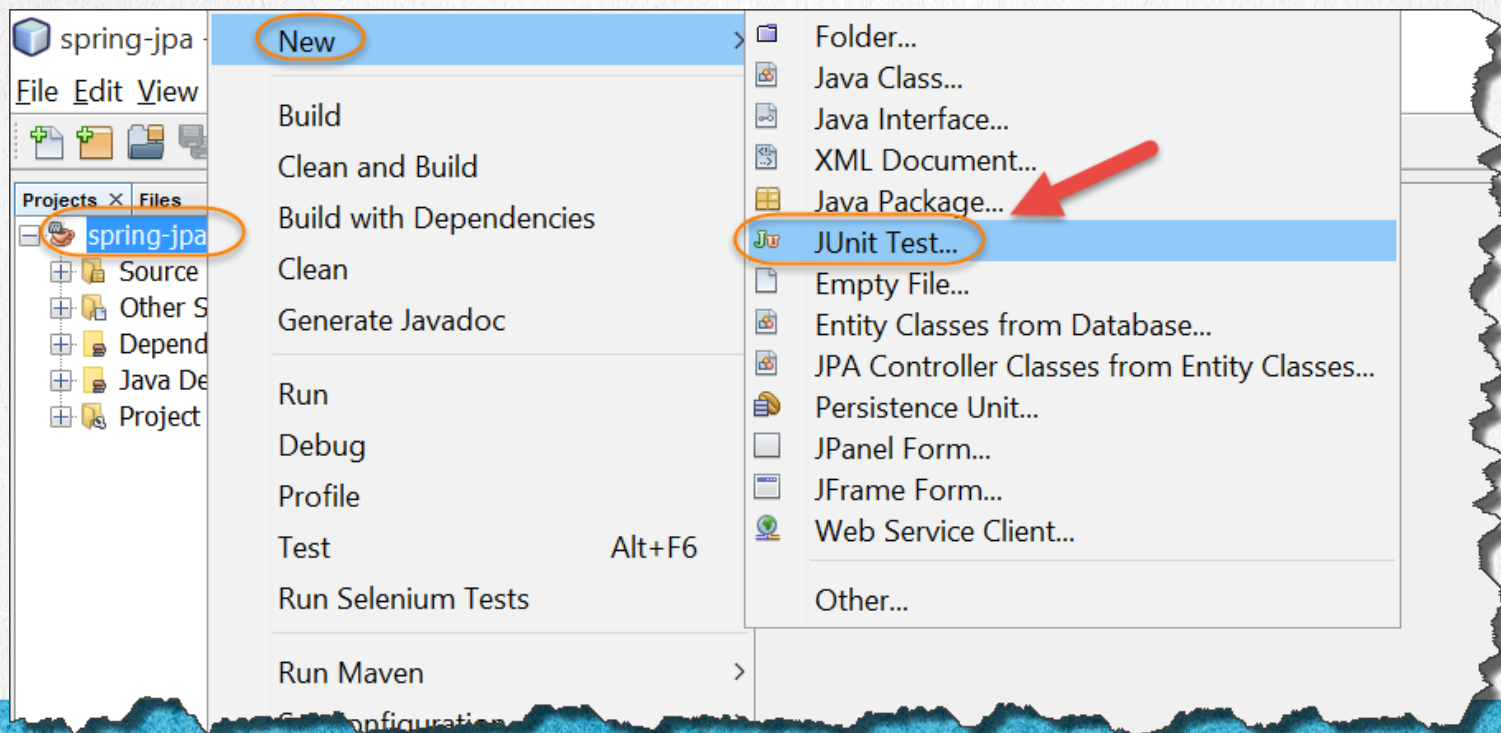 spring-jpa -
File Edit View
Projects Files
spring-jpa
Source
Other S
Depend
Java De
Project
New
Build
Clean and Build
Build with Dependencies
Clean
Generate Javadoc
Run
Debug
Profile
Test Alt+F6
Run Selenium Tests
Run Maven
Folder...
Java Class...
Java Interface...
XML Document...
Java Package...
JUnit Test...
Empty File...
Entity Classes from Database...
JPA Controller Classes from Entity Classes...
Persistence Unit...
JPanel Form...
JFrame Form...
Web Service Client...
Other...